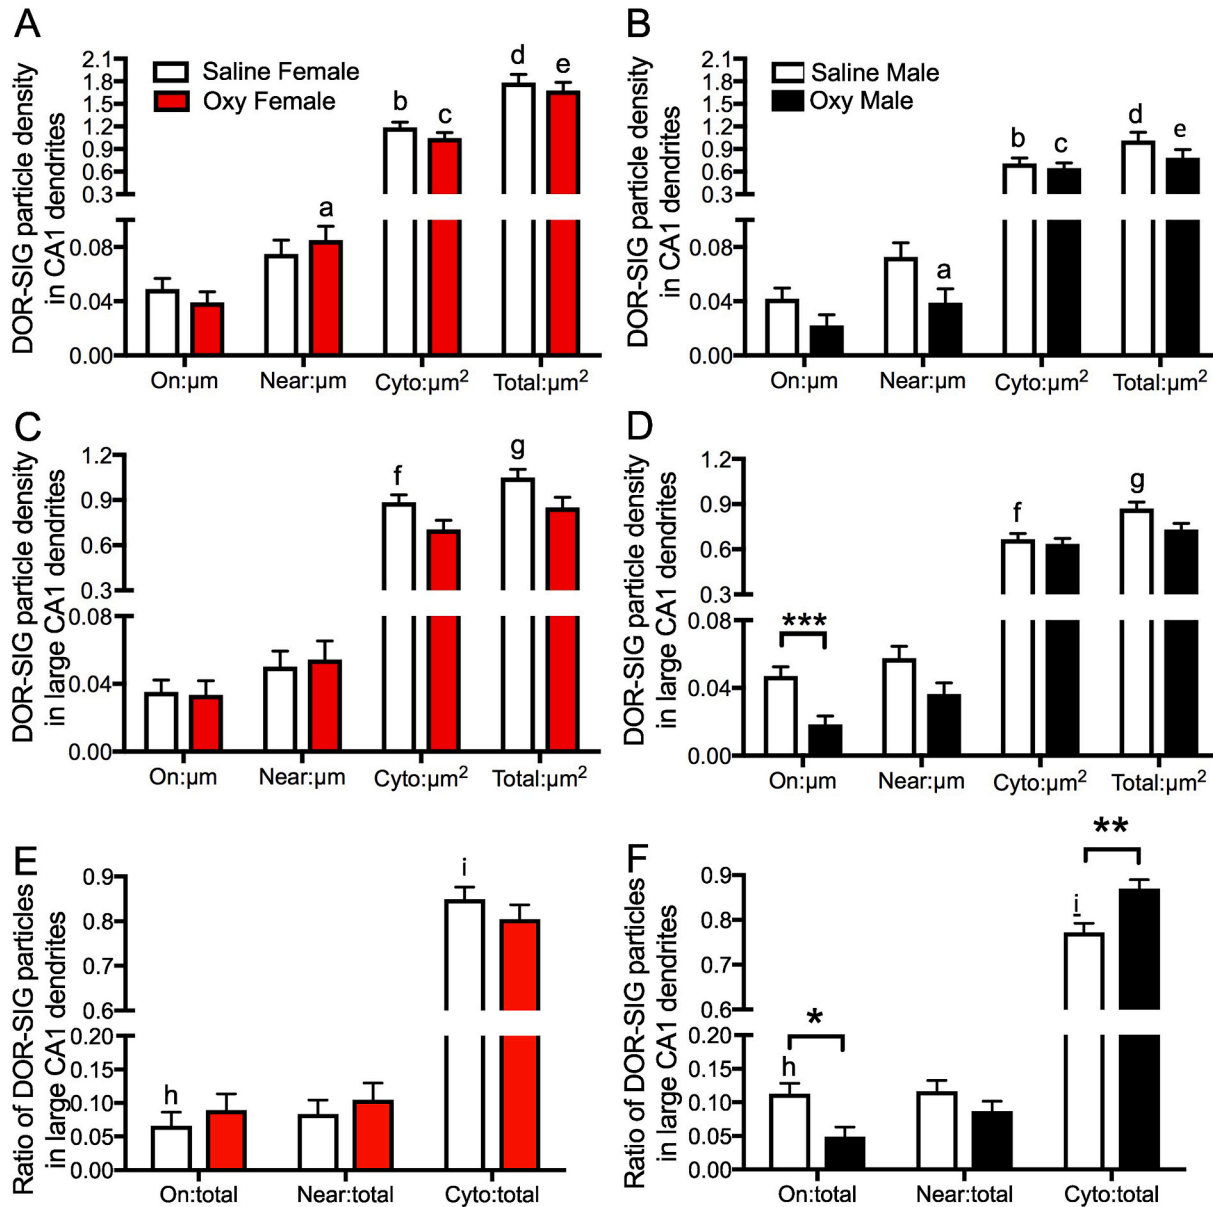 A
DOR-SIG particle density
in CA1 dendrites
2.1
1.8
1.5
1.2
0.9
0.6
0.3
0.08
0.04
0.00
Saline Female
Oxy Female
a
b
c
d
e
On:µm
Near:µm
Cyto:µm²
Total:µm²
B
DOR-SIG particle density
in CA1 dendrites
2.1
1.8
1.5
1.2
0.9
0.6
0.3
0.08
0.04
0.00
Saline Male
Oxy Male
a
b
c
d
e
On:µm
Near:µm
Cyto:µm²
Total:µm²
C
DOR-SIG particle density
in large CA1 dendrites
1.2
0.9
0.6
0.3
0.08
0.04
0.00
f
g
On:µm
Near:µm
Cyto:µm²
Total:µm²
D
DOR-SIG particle density
in large CA1 dendrites
1.2
0.9
0.6
0.3
0.08
0.04
0.00
***
f
g
On:µm
Near:µm
Cyto:µm²
Total:µm²
E
Ratio of DOR-SIG particles
in large CA1 dendrites
0.9
0.8
0.7
0.6
0.20
0.15
0.10
0.05
0.00
h
i
On:total
Near:total
Cyto:total
F
Ratio of DOR-SIG particles
in large CA1 dendrites
0.9
0.8
0.7
0.6
0.20
0.15
0.10
0.05
0.00
*
h
**
i
On:total
Near:total
Cyto:total